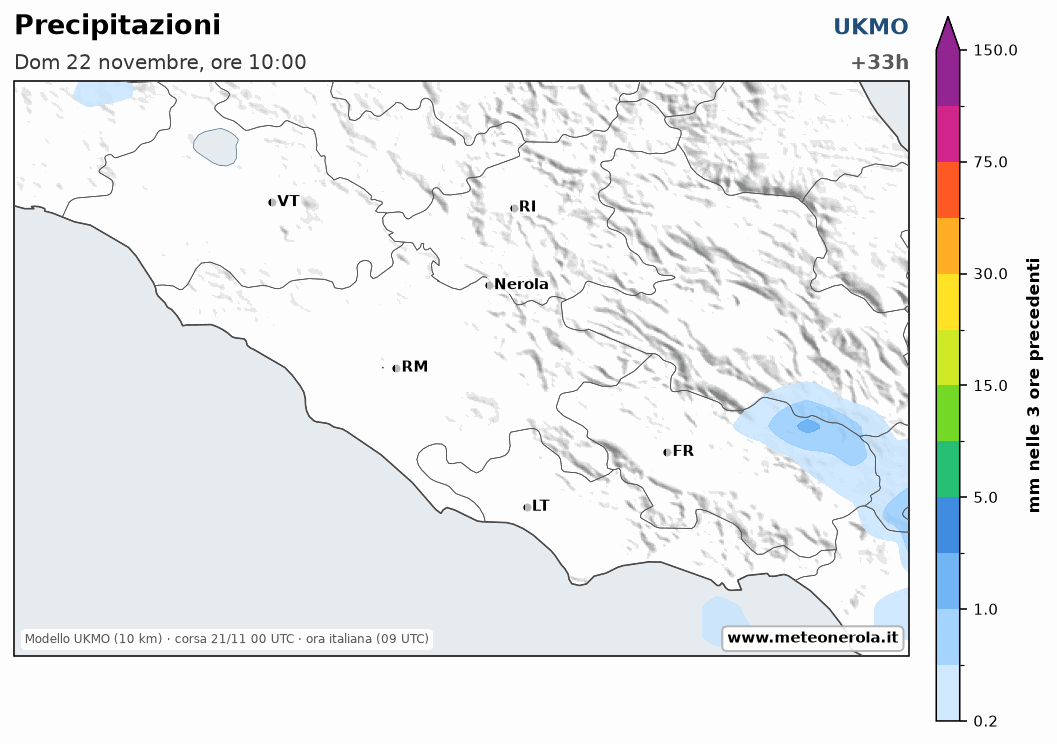 Precipitazioni
UKMO
Dom 22 novembre, ore 10:00
+33h
150.0
75.0
30.0
15.0
5.0
1.0
0.2
mm nelle 3 ore precedenti
VT
RI
Nerola
RM
FR
LT
Modello UKMO (10 km) · corsa 21/11 00 UTC · ora italiana (09 UTC)
www.meteonerola.it